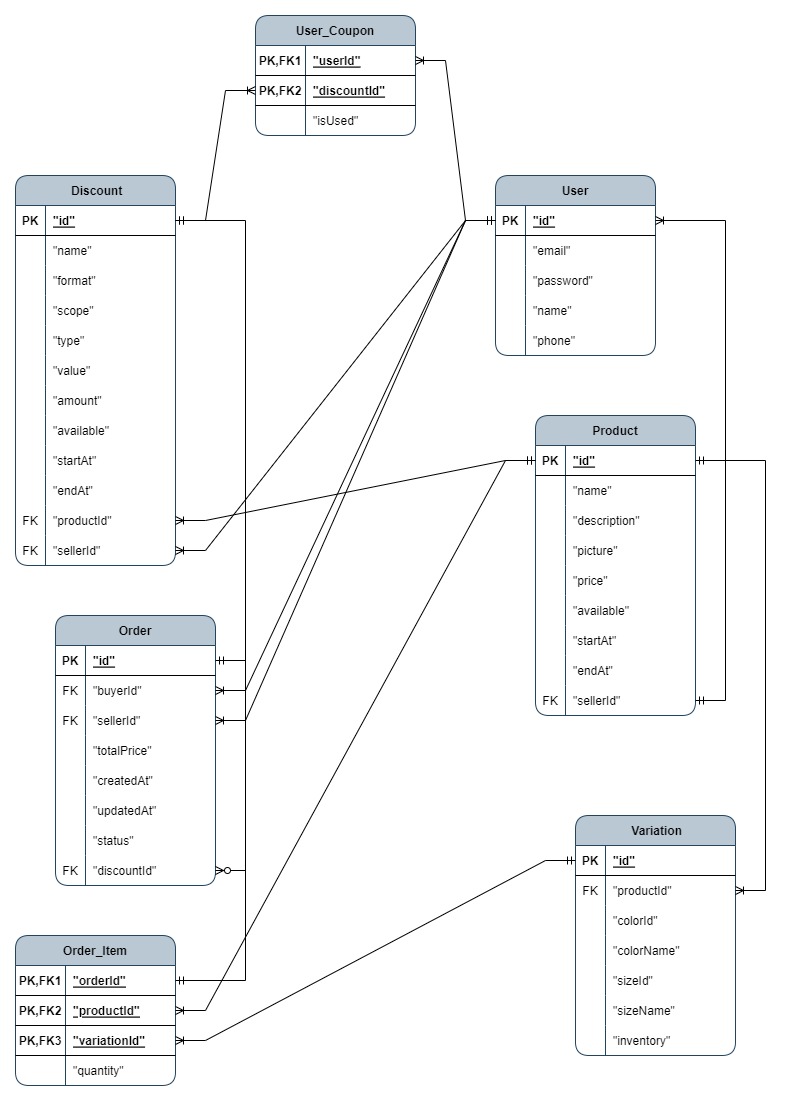 User_Coupon
PK,FK1 "userId"
PK,FK2 "discountId"
"isUsed"
Discount
PK "id"
"name"
"format"
"scope"
"type"
"value"
"amount"
"available"
"startAt"
"endAt"
FK "productId"
FK "sellerId"
User
PK "id"
"email"
"password"
"name"
"phone"
Product
PK "id"
"name"
"description"
"picture"
"price"
"available"
"startAt"
"endAt"
FK "sellerId"
Order
PK "id"
FK "buyerId"
FK "sellerId"
"totalPrice"
"createdAt"
"updatedAt"
"status"
FK "discountId"
Variation
PK "id"
FK "productId"
"colorId"
"colorName"
"sizeId"
"sizeName"
"inventory"
Order_Item
PK,FK1 "orderId"
PK,FK2 "productId"
PK,FK3 "variationId"
"quantity"